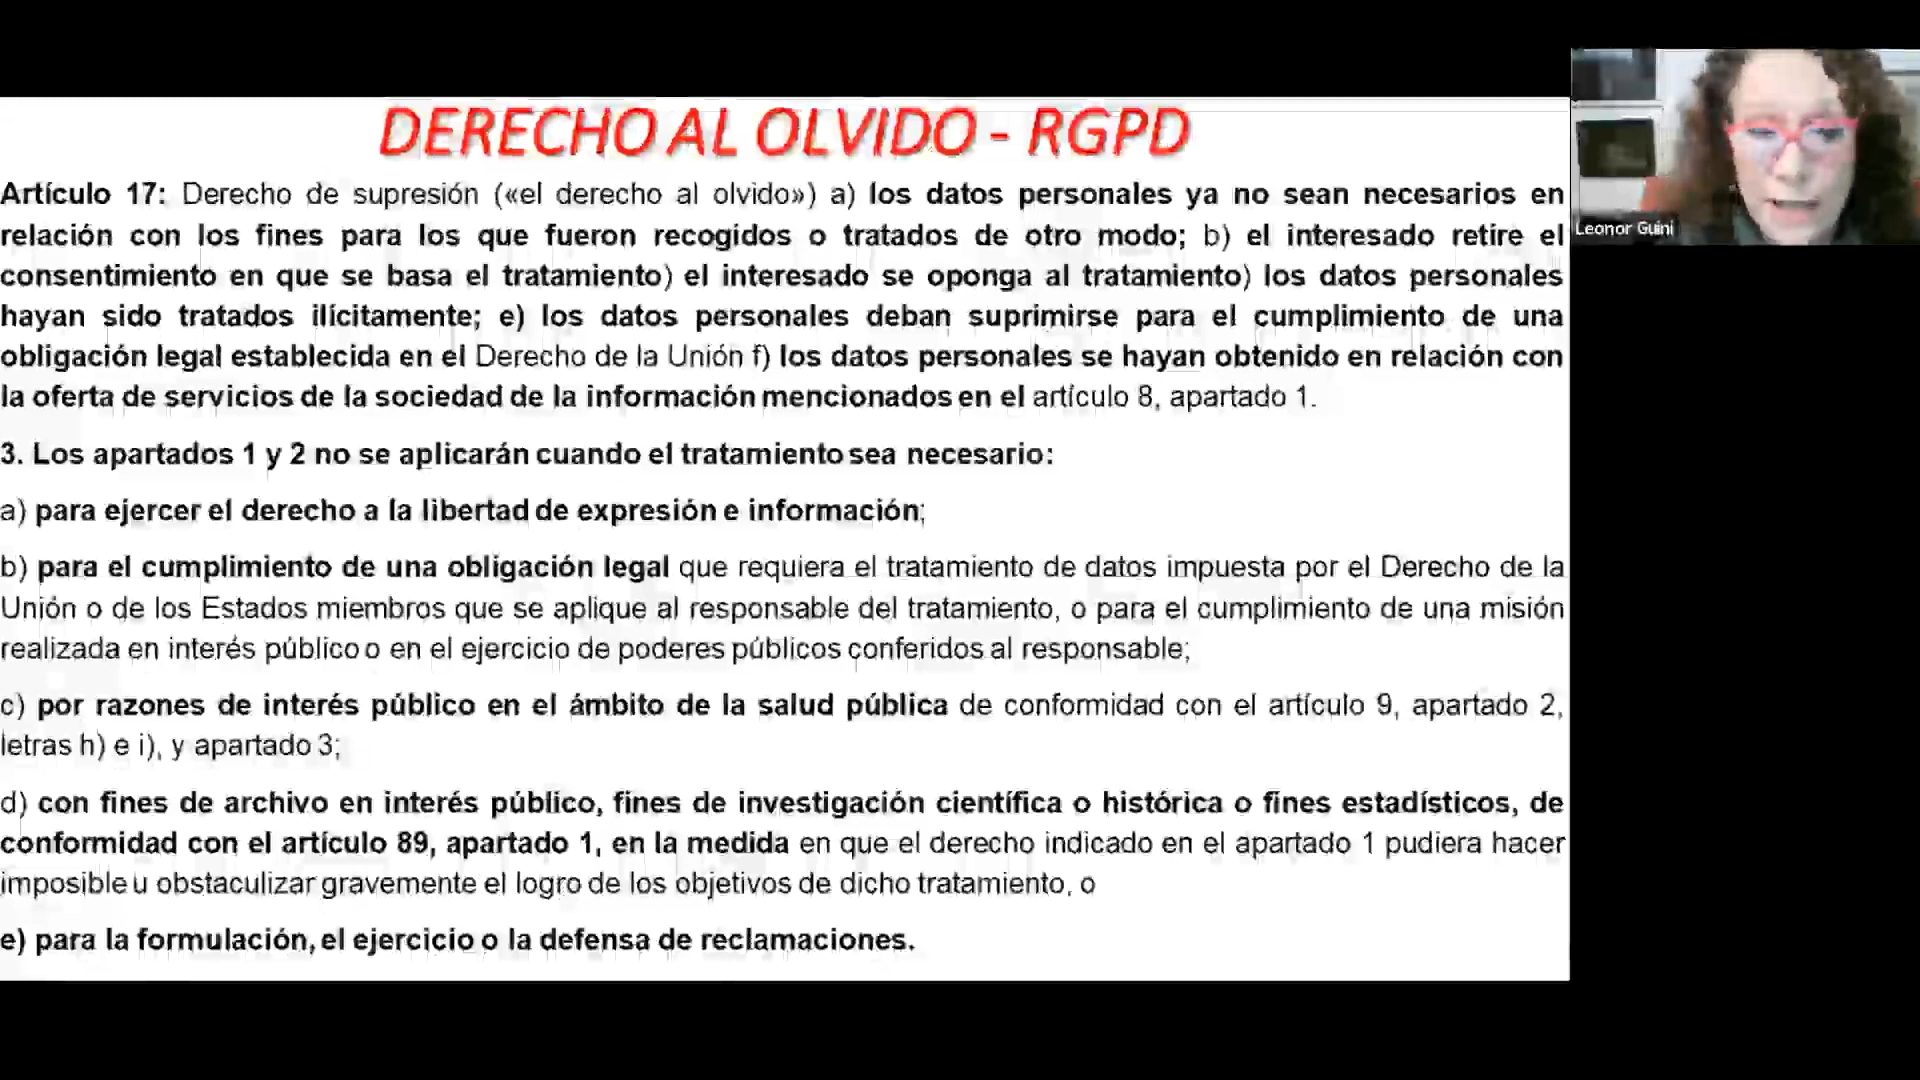 DERECHO AL OLVIDO - RGPD
Artículo 17: Derecho de supresión («el derecho al olvido») a) los datos personales ya no sean necesarios en
relación con los fines para los que fueron recogidos o tratados de otro modo; b) el interesado retire el
consentimiento en que se basa el tratamiento) el interesado se oponga al tratamiento) los datos personales
hayan sido tratados ilícitamente; e) los datos personales deban suprimirse para el cumplimiento de una
obligación legal establecida en el Derecho de la Unión f) los datos personales se hayan obtenido en relación con
la oferta de servicios de la sociedad de la información mencionados en el artículo 8, apartado 1.
3. Los apartados 1 y 2 no se aplicarán cuando el tratamiento sea necesario:
a) para ejercer el derecho a la libertad de expresión e información;
b) para el cumplimiento de una obligación legal que requiera el tratamiento de datos impuesta por el Derecho de la
Unión o de los Estados miembros que se aplique al responsable del tratamiento, o para el cumplimiento de una misión
realizada en interés público o en el ejercicio de poderes públicos conferidos al responsable;
c) por razones de interés público en el ámbito de la salud pública de conformidad con el artículo 9, apartado 2,
letras h) e i), y apartado 3;
d) con fines de archivo en interés público, fines de investigación científica o histórica o fines estadísticos, de
conformidad con el artículo 89, apartado 1, en la medida en que el derecho indicado en el apartado 1 pudiera hacer
imposible u obstaculizar gravemente el logro de los objetivos de dicho tratamiento, o
e) para la formulación, el ejercicio o la defensa de reclamaciones.
Leonor Guini